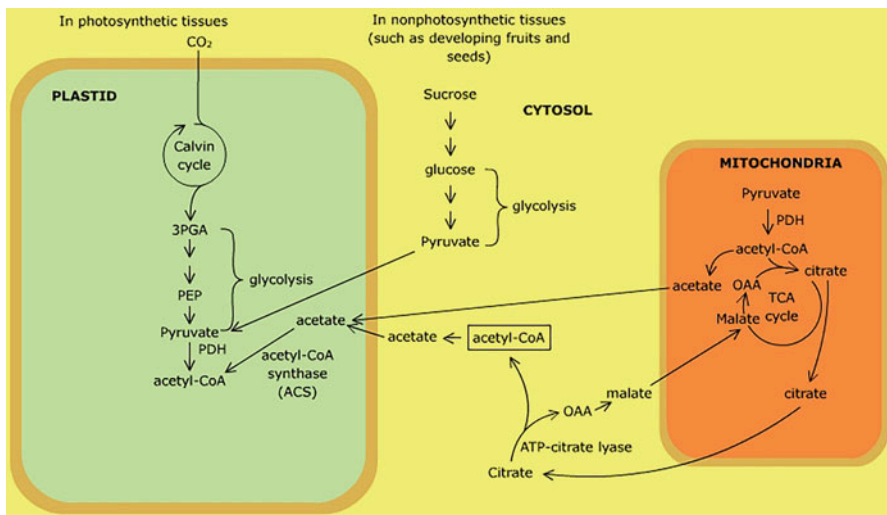 In photosynthetic tissues
CO₂
In nonphotosynthetic tissues
(such as developing fruits and
seeds)
PLASTID
Calvin
cycle
3PGA
glycolysis
PEP
Pyruvate
PDH
acetyl-CoA
acetate
acetyl-CoA
synthase
(ACS)
Sucrose
CYTOSOL
glucose
glycolysis
Pyruvate
acetate
acetyl-CoA
OAA
malate
ATP-citrate lyase
Citrate
MITOCHONDRIA
Pyruvate
PDH
acetyl-CoA
acetate
OAA
citrate
TCA
cycle
Malate
citrate